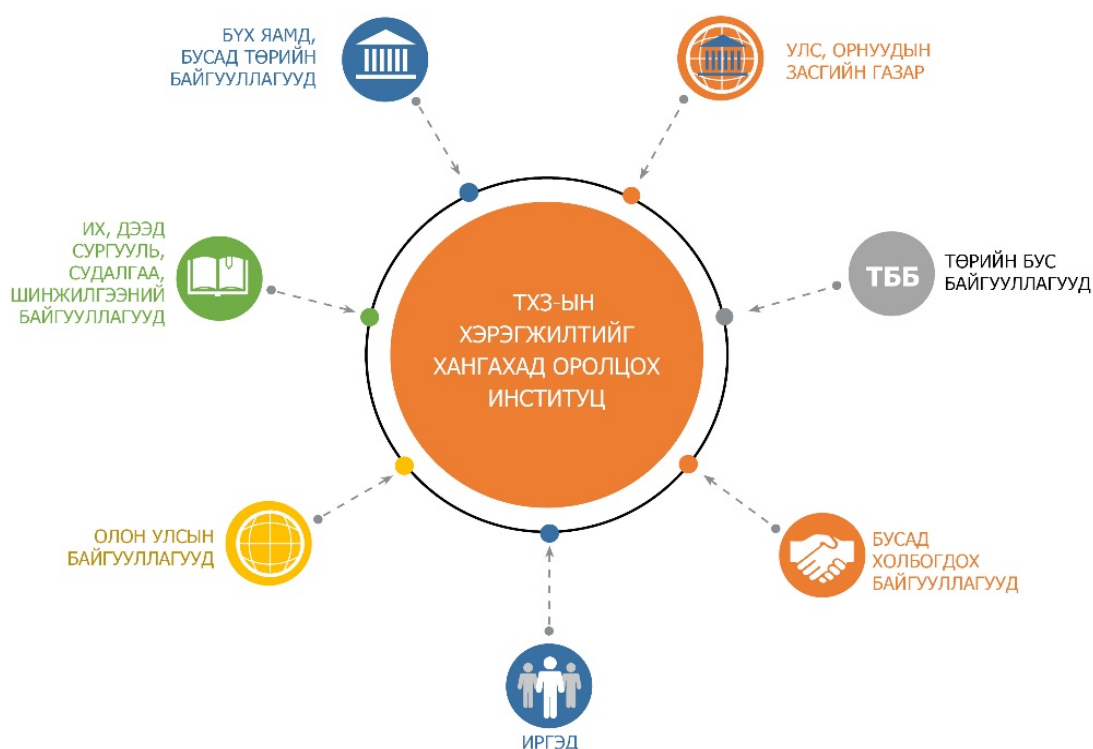 БҮХ ЯАМД,
БУСАД ТӨРИЙН
БАЙГУУЛЛАГУУД
УЛС, ОРНУУДЫН
ЗАСГИЙН ГАЗАР
ИХ, ДЭЭД
СУРГУУЛЬ,
СУДАЛГАА,
ШИНЖИЛГЭЭНИЙ
БАЙГУУЛЛАГУУД
ТББ
ТӨРИЙН БУС
БАЙГУУЛЛАГУУД
ТХЗ-ЫН
ХЭРЭГЖИЛТИЙГ
ХАНГАХАД ОРОЛЦОХ
ИНСТИТУЦ
ОЛОН УЛСЫН
БАЙГУУЛЛАГУУД
БУСАД
ХОЛБОГДОХ
БАЙГУУЛЛАГУУД
ИРГЭД